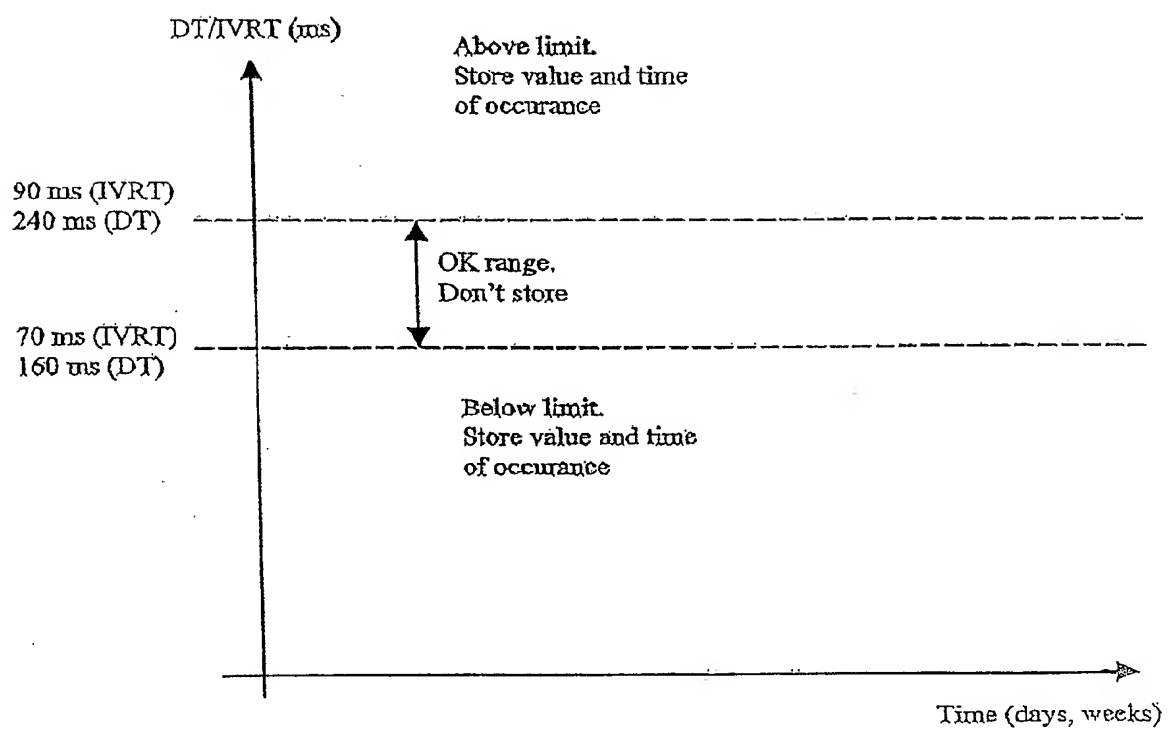 DT/IVRT (ms)
Above limit.
Store value and time
of occurance
90 ms (IVRT)
240 ms (DT)
OK range,
Don't store
70 ms (IVRT)
160 ms (DT)
Below limit.
Store value and time
of occurance
Time (days, weeks)